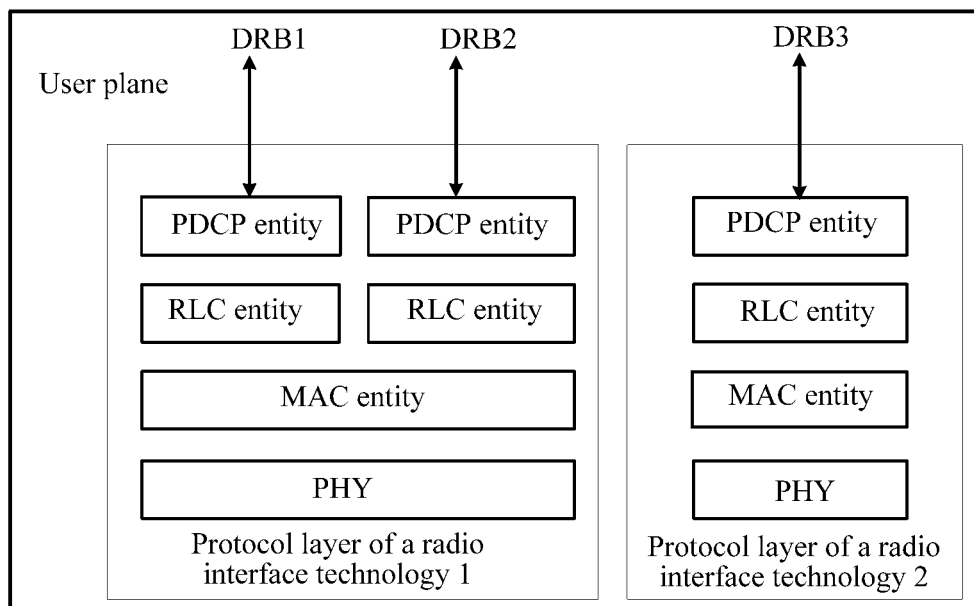 DRB1
DRB2
DRB3
User plane
PDCP entity
PDCP entity
PDCP entity
RLC entity
RLC entity
RLC entity
MAC entity
MAC entity
PHY
PHY
Protocol layer of a radio
interface technology 1
Protocol layer of a radio
interface technology 2